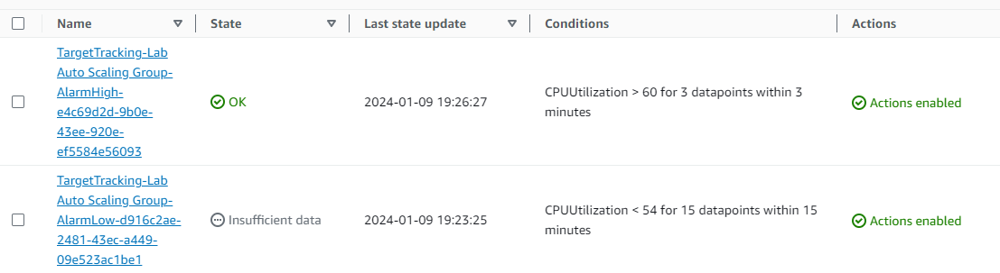 Name State Last state update Conditions Actions
TargetTracking-Lab
Auto Scaling Group-
AlarmHigh-
e4c69d2d-9b0e-
43ee-920e-
ef5584e56093
OK
2024-01-09 19:26:27
CPUUtilization > 60 for 3 datapoints within 3
minutes
Actions enabled
TargetTracking-Lab
Auto Scaling Group-
AlarmLow-d916c2ae-
2481-43ec-a449-
09e523ac1be1
Insufficient data
2024-01-09 19:23:25
CPUUtilization < 54 for 15 datapoints within 15
minutes
Actions enabled